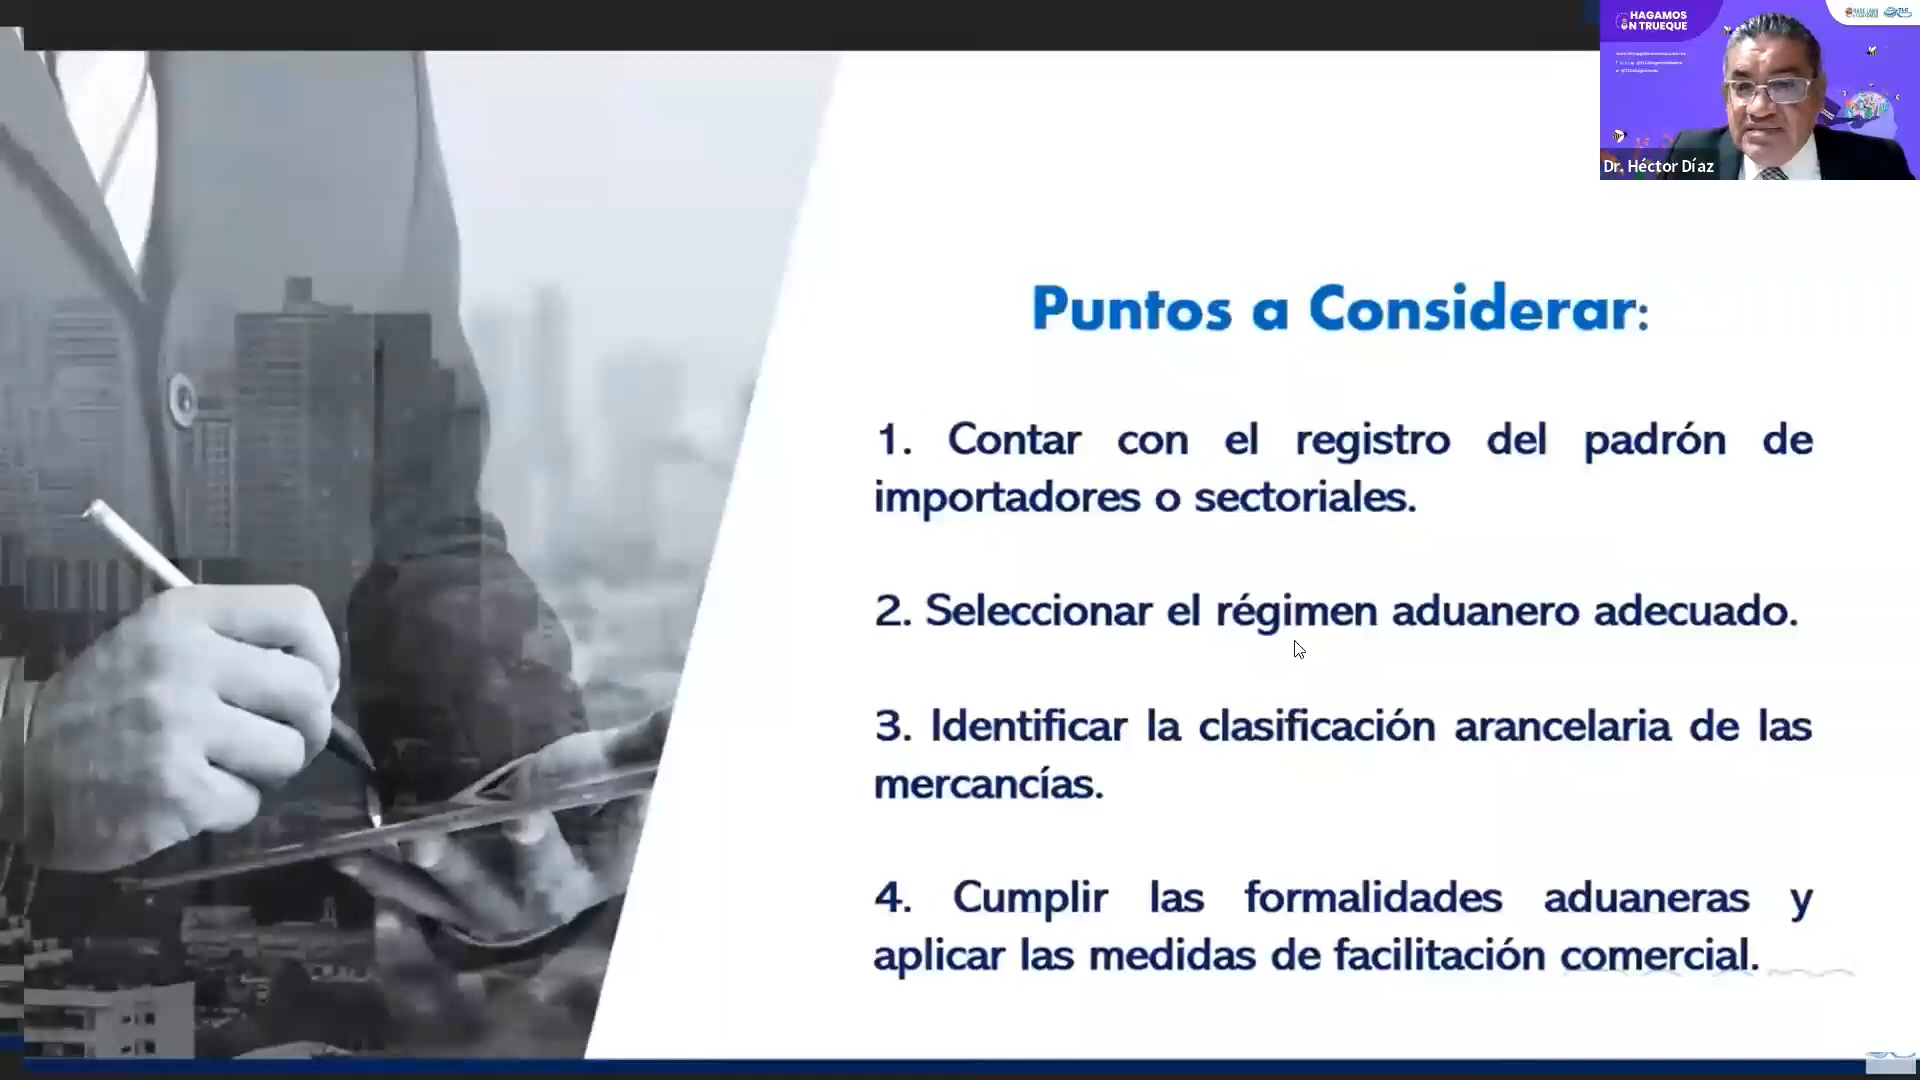 HAGAMOS
UN TRUEQUE
Dr. Héctor Díaz
Puntos a Considerar:
1. Contar con el registro del padrón de
importadores o sectoriales.
2. Seleccionar el régimen aduanero adecuado.
3. Identificar la clasificación arancelaria de las
mercancías.
4. Cumplir las formalidades aduaneras y
aplicar las medidas de facilitación comercial.